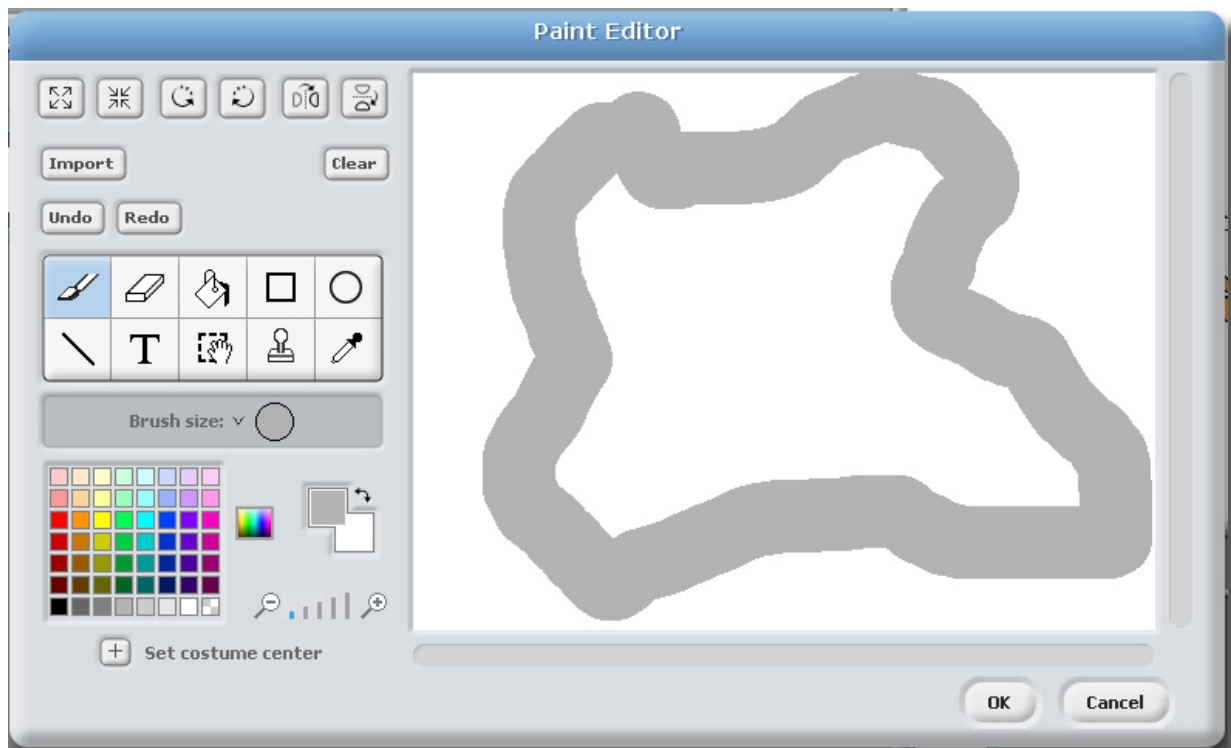 Paint Editor
Import
Clear
Undo
Redo
T
Brush size:
Set costume center
OK
Cancel